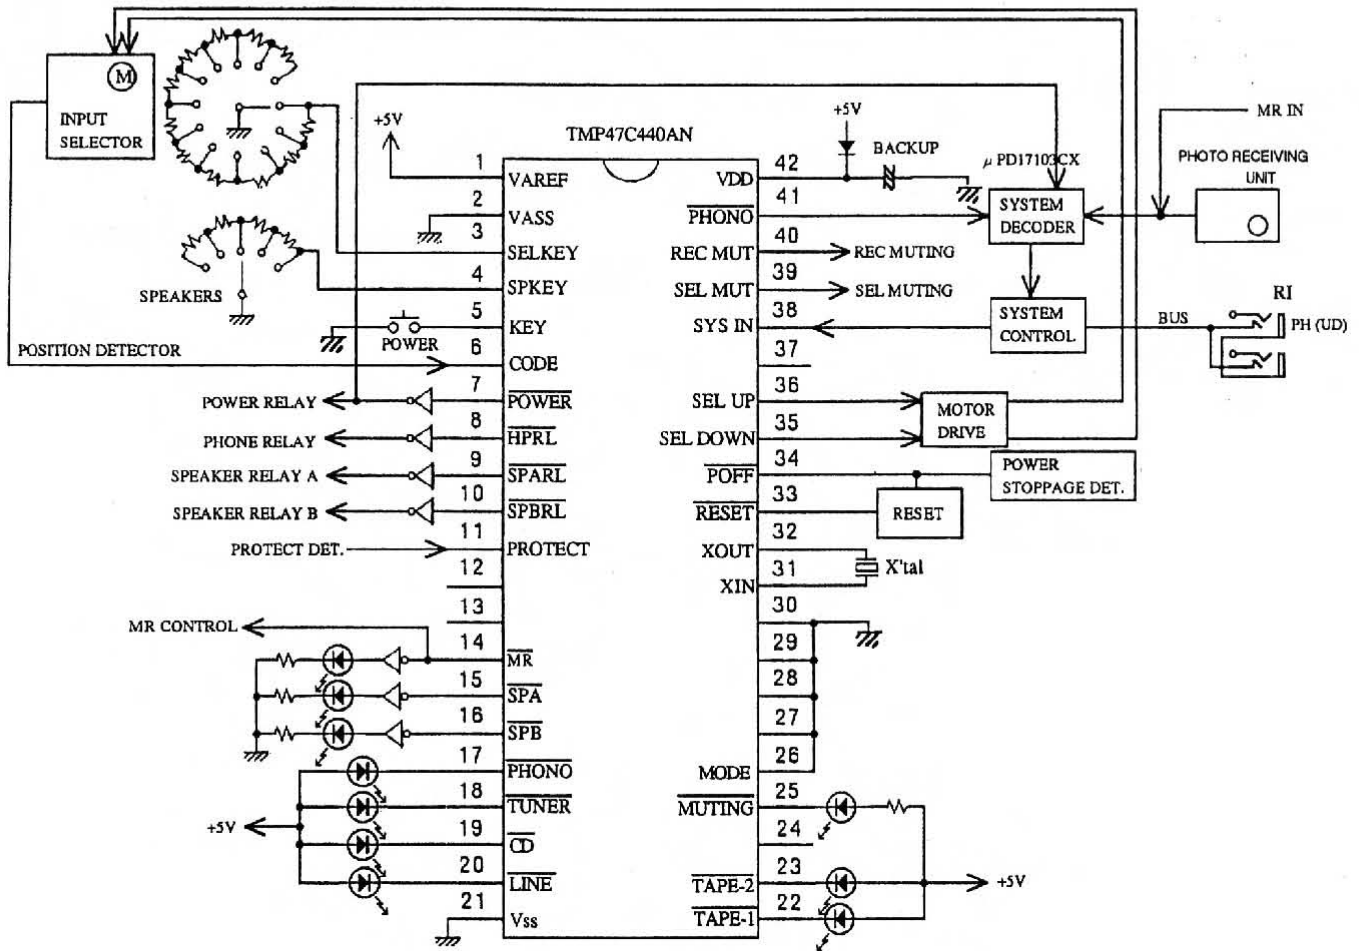 INPUT
SELECTOR
M
SPEAKERS
POSITION DETECTOR
+5V
POWER
TMP47C440AN
1 VAREF
2 VASS
3 SELKEY
4 SPKEY
5 KEY
6 CODE
7 POWER
8 HPRL
9 SPARL
10 SPBRL
11 PROTECT
12
13
14 MR
15 SPA
16 SPB
17 PHONO
18 TUNER
19 CD
20 LINE
21 Vss
POWER RELAY
PHONE RELAY
SPEAKER RELAY A
SPEAKER RELAY B
PROTECT DET.
MR CONTROL
+5V
VDD 42
PHONO 41
REC MUT 40
SEL MUT 39
SYS IN 38
37
SEL UP 36
SEL DOWN 35
POFF 34
RESET 33
XOUT 32
XIN 31
30
29
28
27
MODE 26
MUTING 25
24
TAPE-2 23
TAPE-1 22
+5V
BACKUP
μPD17103CX
SYSTEM
DECODER
MR IN
PHOTO RECEIVING
UNIT
REC MUTING
SEL MUTING
SYSTEM
CONTROL
BUS
RI
PH (UD)
MOTOR
DRIVE
POWER
STOPPAGE DET.
RESET
X'tal
+5V